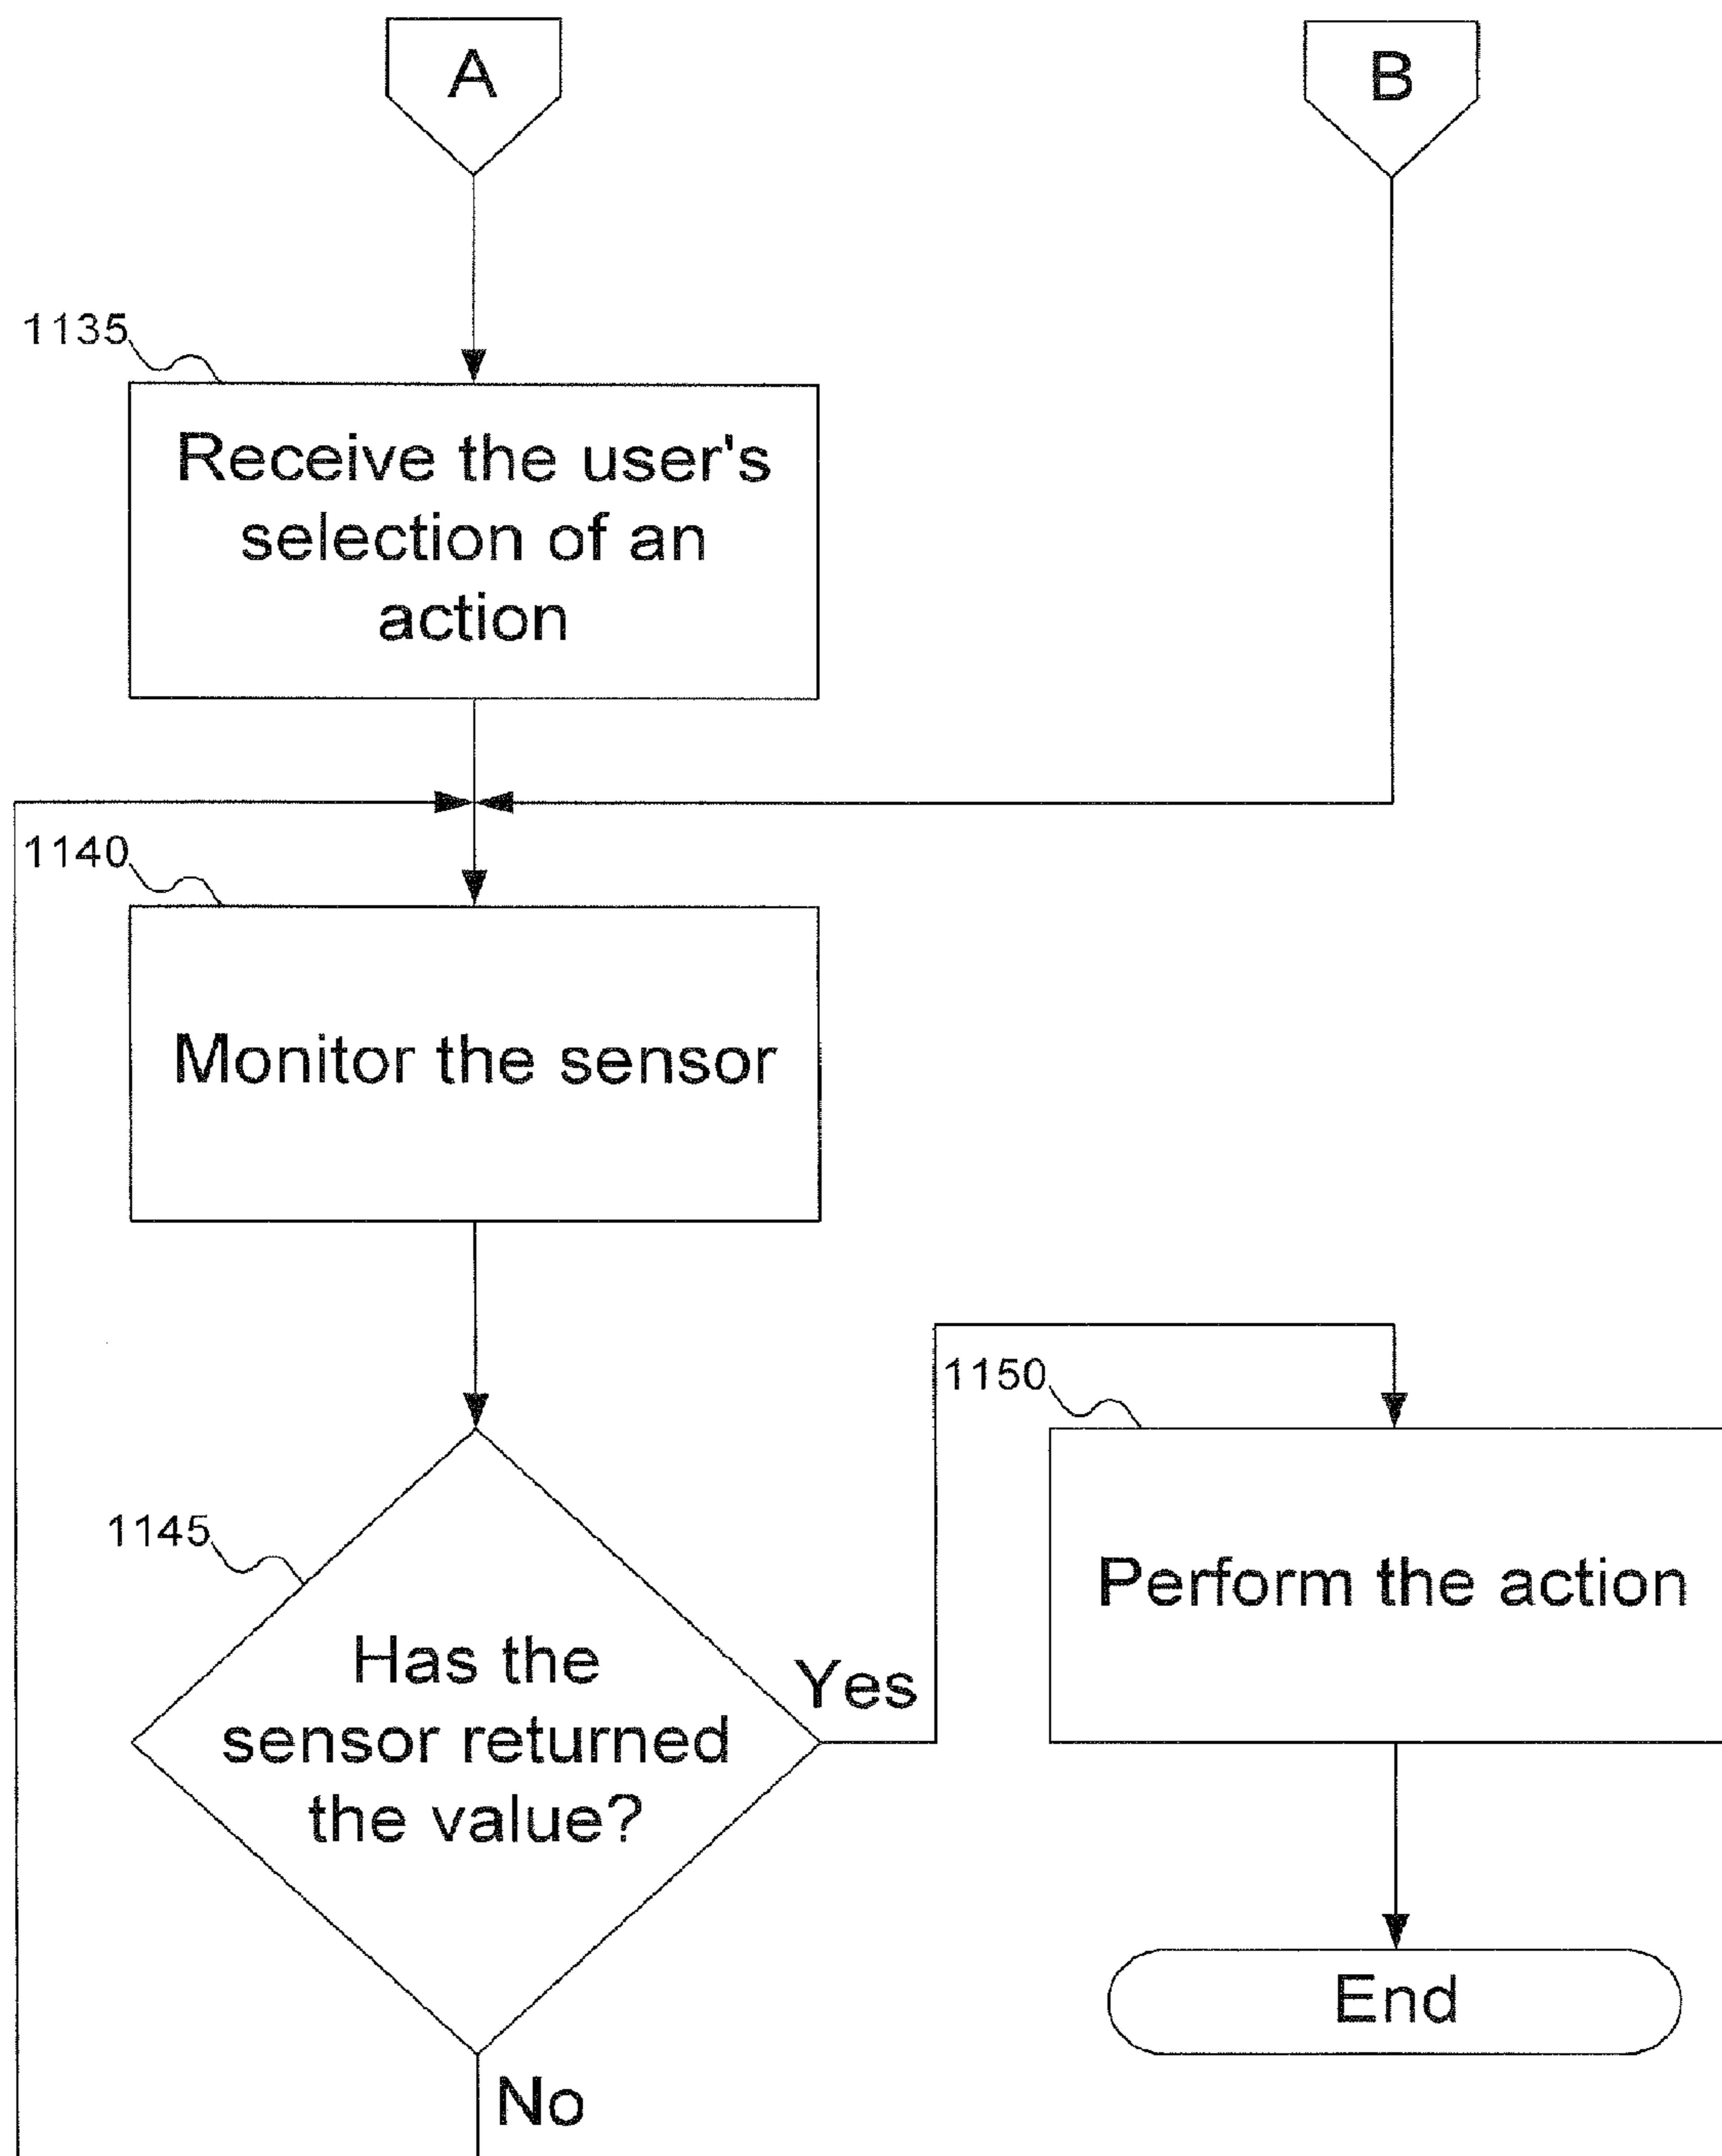 A
B
1135
Receive the user's
selection of an
action
1140
Monitor the sensor
1145
Has the
sensor returned
the value?
Yes
No
1150
Perform the action
End